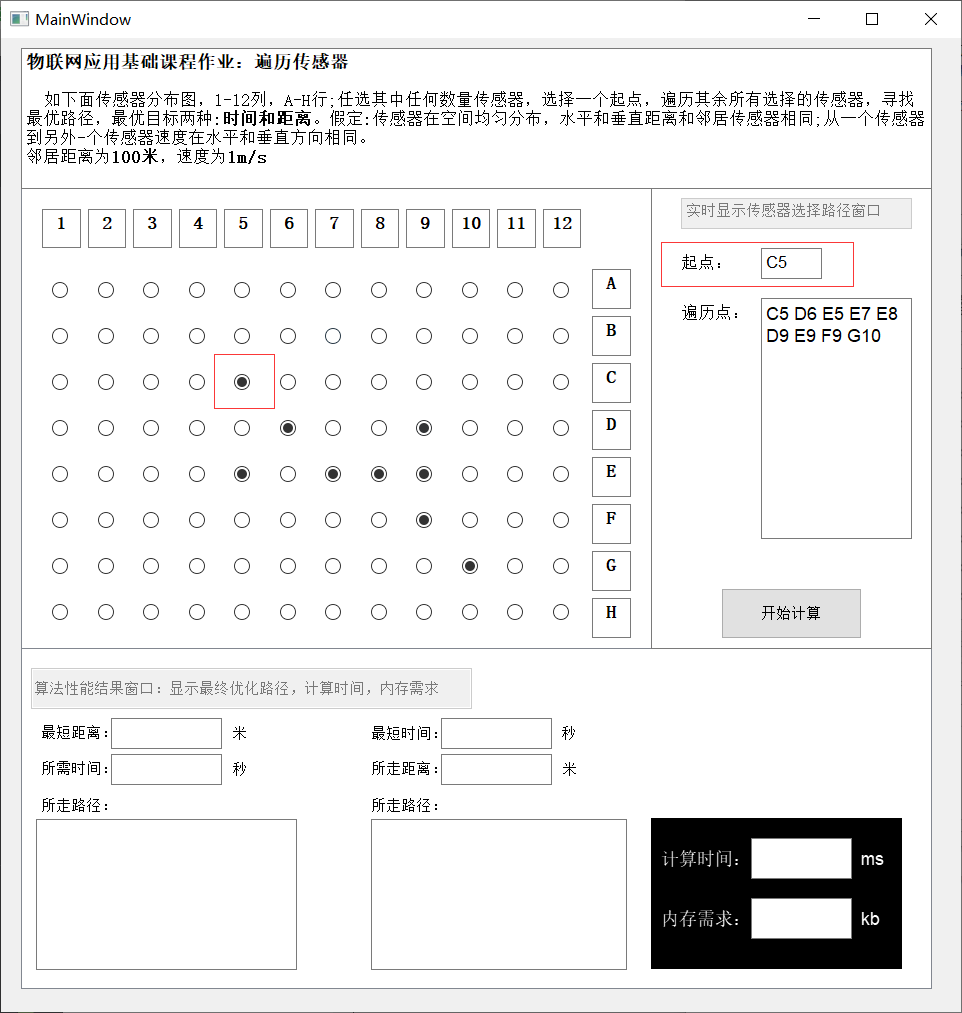 MainWindow
物联网应用基础课程作业：遍历传感器
如下面传感器分布图，1-12列，A-H行;任选其中任何数量传感器，选择一个起点，遍历其余所有选择的传感器，寻找
最优路径，最优目标两种:时间和距离。假定:传感器在空间均匀分布，水平和垂直距离和邻居传感器相同;从一个传感器
到另外-个传感器速度在水平和垂直方向相同。
邻居距离为100米，速度为1m/s
1 2 3 4 5 6 7 8 9 10 11 12
A
B
C
D
E
F
G
H
实时显示传感器选择路径窗口
起点： C5
遍历点： C5 D6 E5 E7 E8
D9 E9 F9 G10
开始计算
算法性能结果窗口：显示最终优化路径，计算时间，内存需求
最短距离： 米
所需时间： 秒
所走路径：
最短时间： 秒
所走距离： 米
所走路径：
计算时间： ms
内存需求： kb